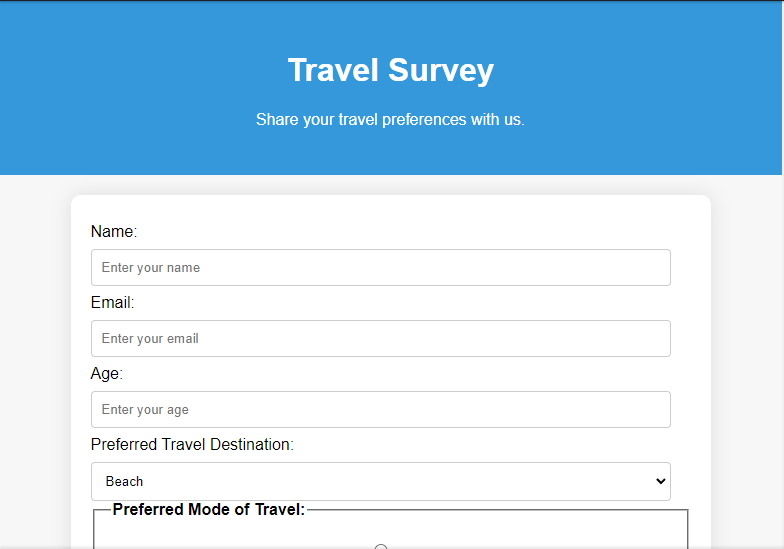 Travel Survey
Share your travel preferences with us.
Name:
Enter your name
Email:
Enter your email
Age:
Enter your age
Preferred Travel Destination:
Beach
Preferred Mode of Travel: